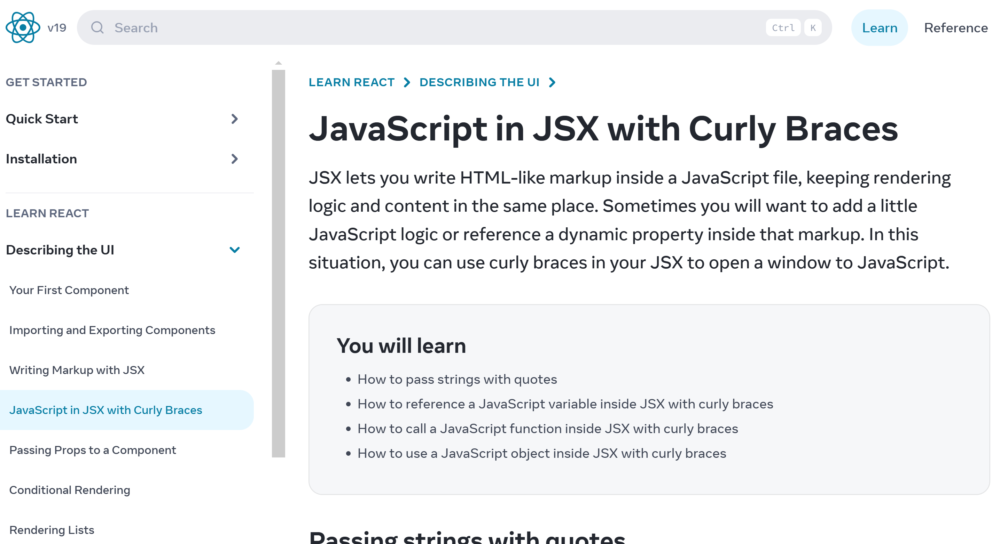 v19
Search
Ctrl K
Learn
Reference
GET STARTED
Quick Start
Installation
LEARN REACT
Describing the UI
Your First Component
Importing and Exporting Components
Writing Markup with JSX
JavaScript in JSX with Curly Braces
Passing Props to a Component
Conditional Rendering
Rendering Lists
LEARN REACT
DESCRIBING THE UI
JavaScript in JSX with Curly Braces
JSX lets you write HTML-like markup inside a JavaScript file, keeping rendering
logic and content in the same place. Sometimes you will want to add a little
JavaScript logic or reference a dynamic property inside that markup. In this
situation, you can use curly braces in your JSX to open a window to JavaScript.
You will learn
How to pass strings with quotes
How to reference a JavaScript variable inside JSX with curly braces
How to call a JavaScript function inside JSX with curly braces
How to use a JavaScript object inside JSX with curly braces
Passing strings with quotes